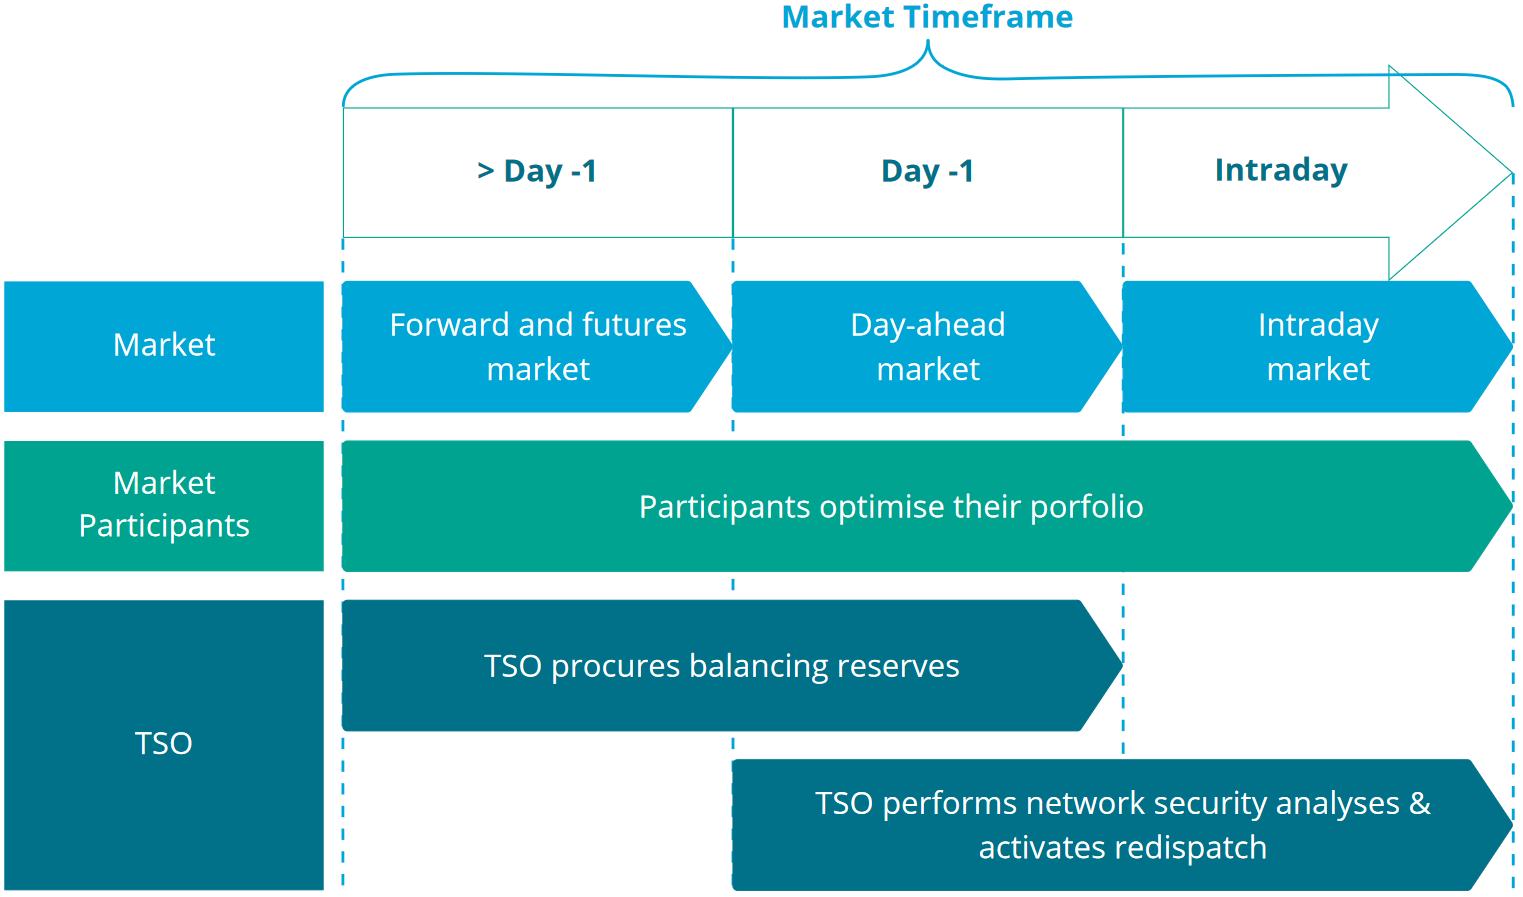 Market Timeframe
> Day -1
Day -1
Intraday
Market
Forward and futures
market
Day-ahead
market
Intraday
market
Market
Participants
Participants optimise their porfolio
TSO
TSO procures balancing reserves
TSO performs network security analyses &
activates redispatch